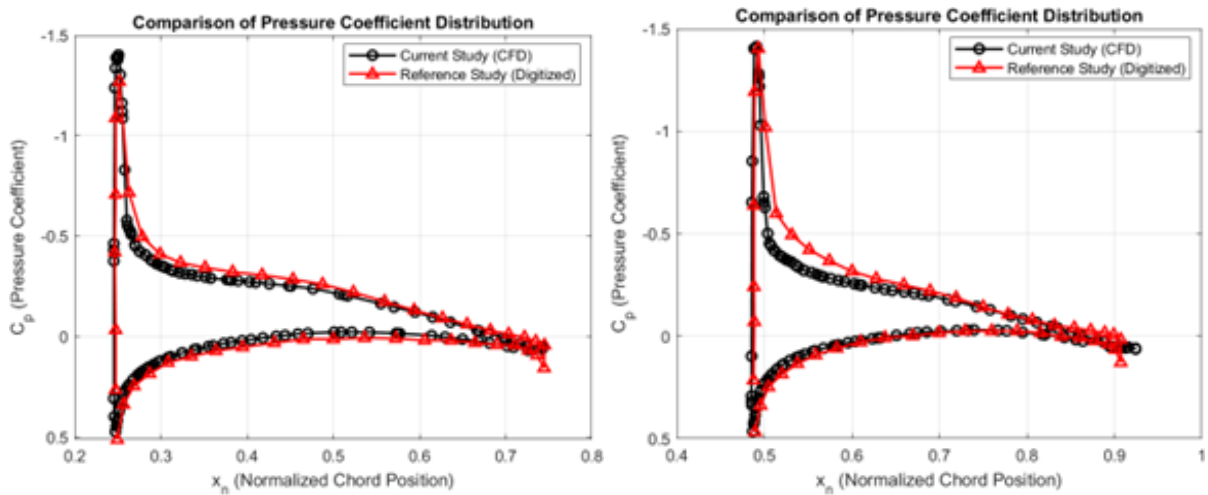 Comparison of Pressure Coefficient Distribution
-1.5
-1
-0.5
0
0.5
C_p (Pressure Coefficient)
Current Study (CFD)
Reference Study (Digitized)
0.2 0.3 0.4 0.5 0.6 0.7 0.8
x_n (Normalized Chord Position)
Comparison of Pressure Coefficient Distribution
-1.5
-1
-0.5
0
0.5
C_p (Pressure Coefficient)
Current Study (CFD)
Reference Study (Digitized)
0.4 0.5 0.6 0.7 0.8 0.9 1
x_n (Normalized Chord Position)